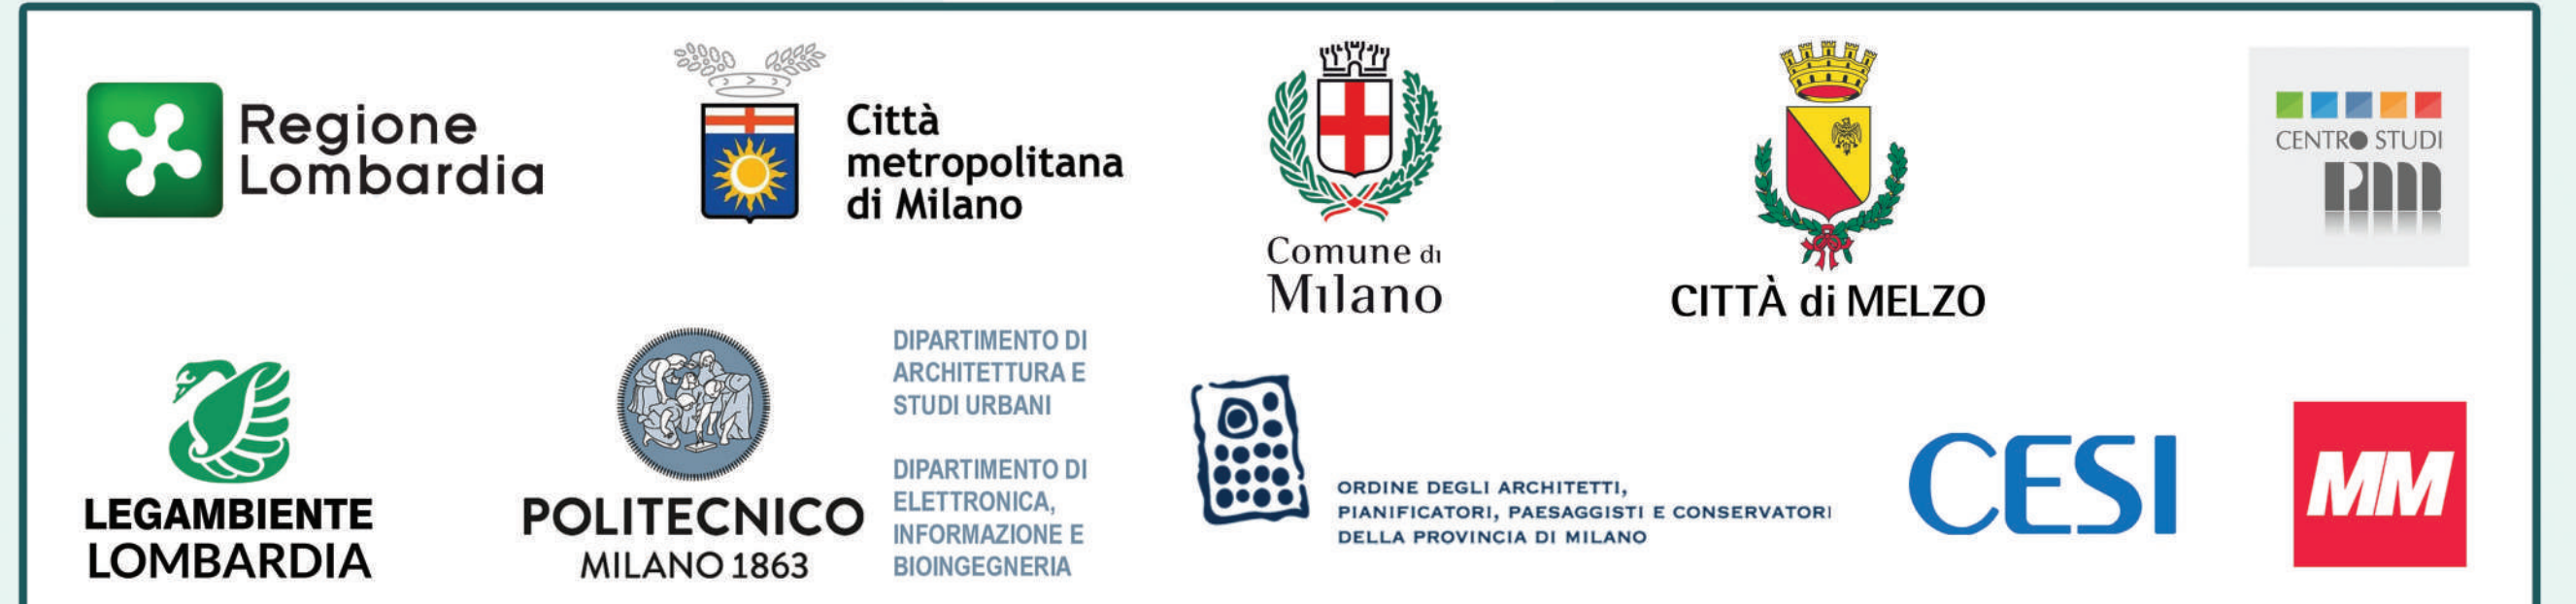 Regione
Lombardia
Città
metropolitana
di Milano
Comune di
Milano
CITTÀ di MELZO
CENTRO STUDI
PIM
LEGAMBIENTE
LOMBARDIA
POLITECNICO
MILANO 1863
DIPARTIMENTO DI
ARCHITETTURA E
STUDI URBANI
DIPARTIMENTO DI
ELETTRONICA,
INFORMAZIONE E
BIOINGEGNERIA
ORDINE DEGLI ARCHITETTI,
PIANIFICATORI, PAESAGGISTI E CONSERVATORI
DELLA PROVINCIA DI MILANO
CESI
MM